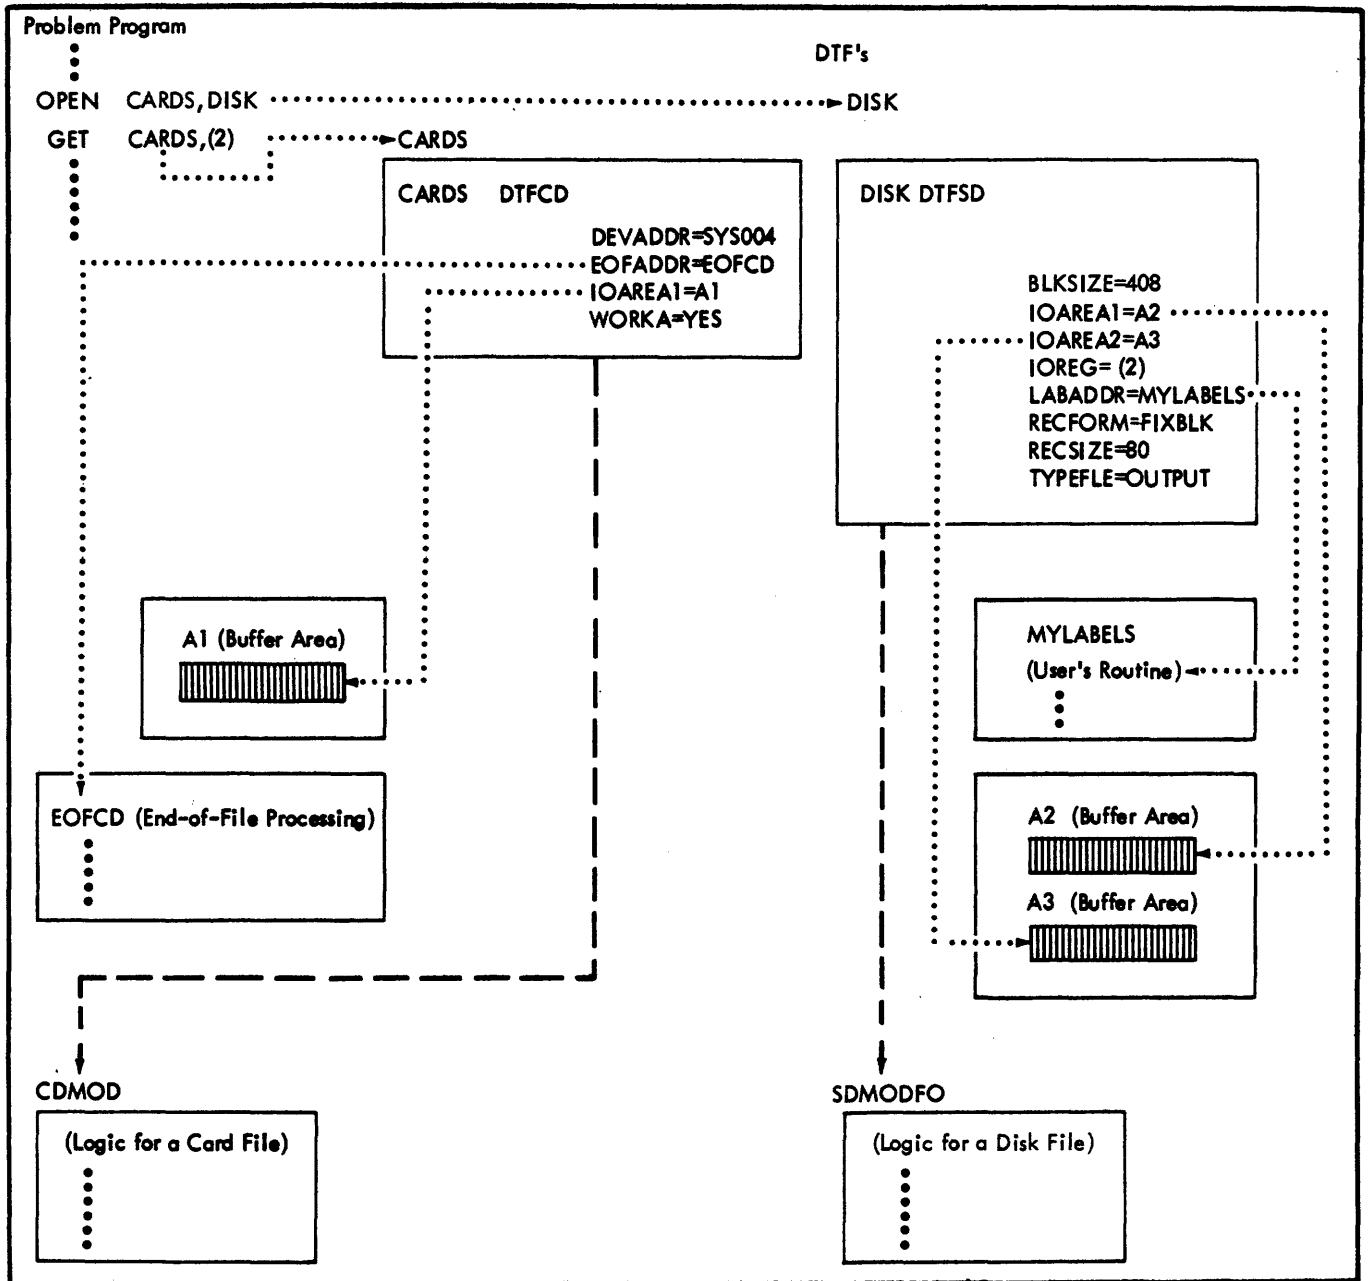 Problem Program
DTF's
OPEN CARDS,DISK
DISK
GET CARDS,(2)
CARDS
CARDS DTFCD
DEVADDR=SYS004
EOFADDR=EOFCD
IOAREA1=A1
WORKA=YES
DISK DTFSD
BLKSIZE=408
IOAREA1=A2
IOAREA2=A3
IOREG= (2)
LABADDR=MYLABELS
RECFORM=FIXBLK
RECSIZE=80
TYPEFLE=OUTPUT
A1 (Buffer Area)
MYLABELS
(User's Routine)
EOFCD (End-of-File Processing)
A2 (Buffer Area)
A3 (Buffer Area)
CDMOD
(Logic for a Card File)
SDMODFO
(Logic for a Disk File)